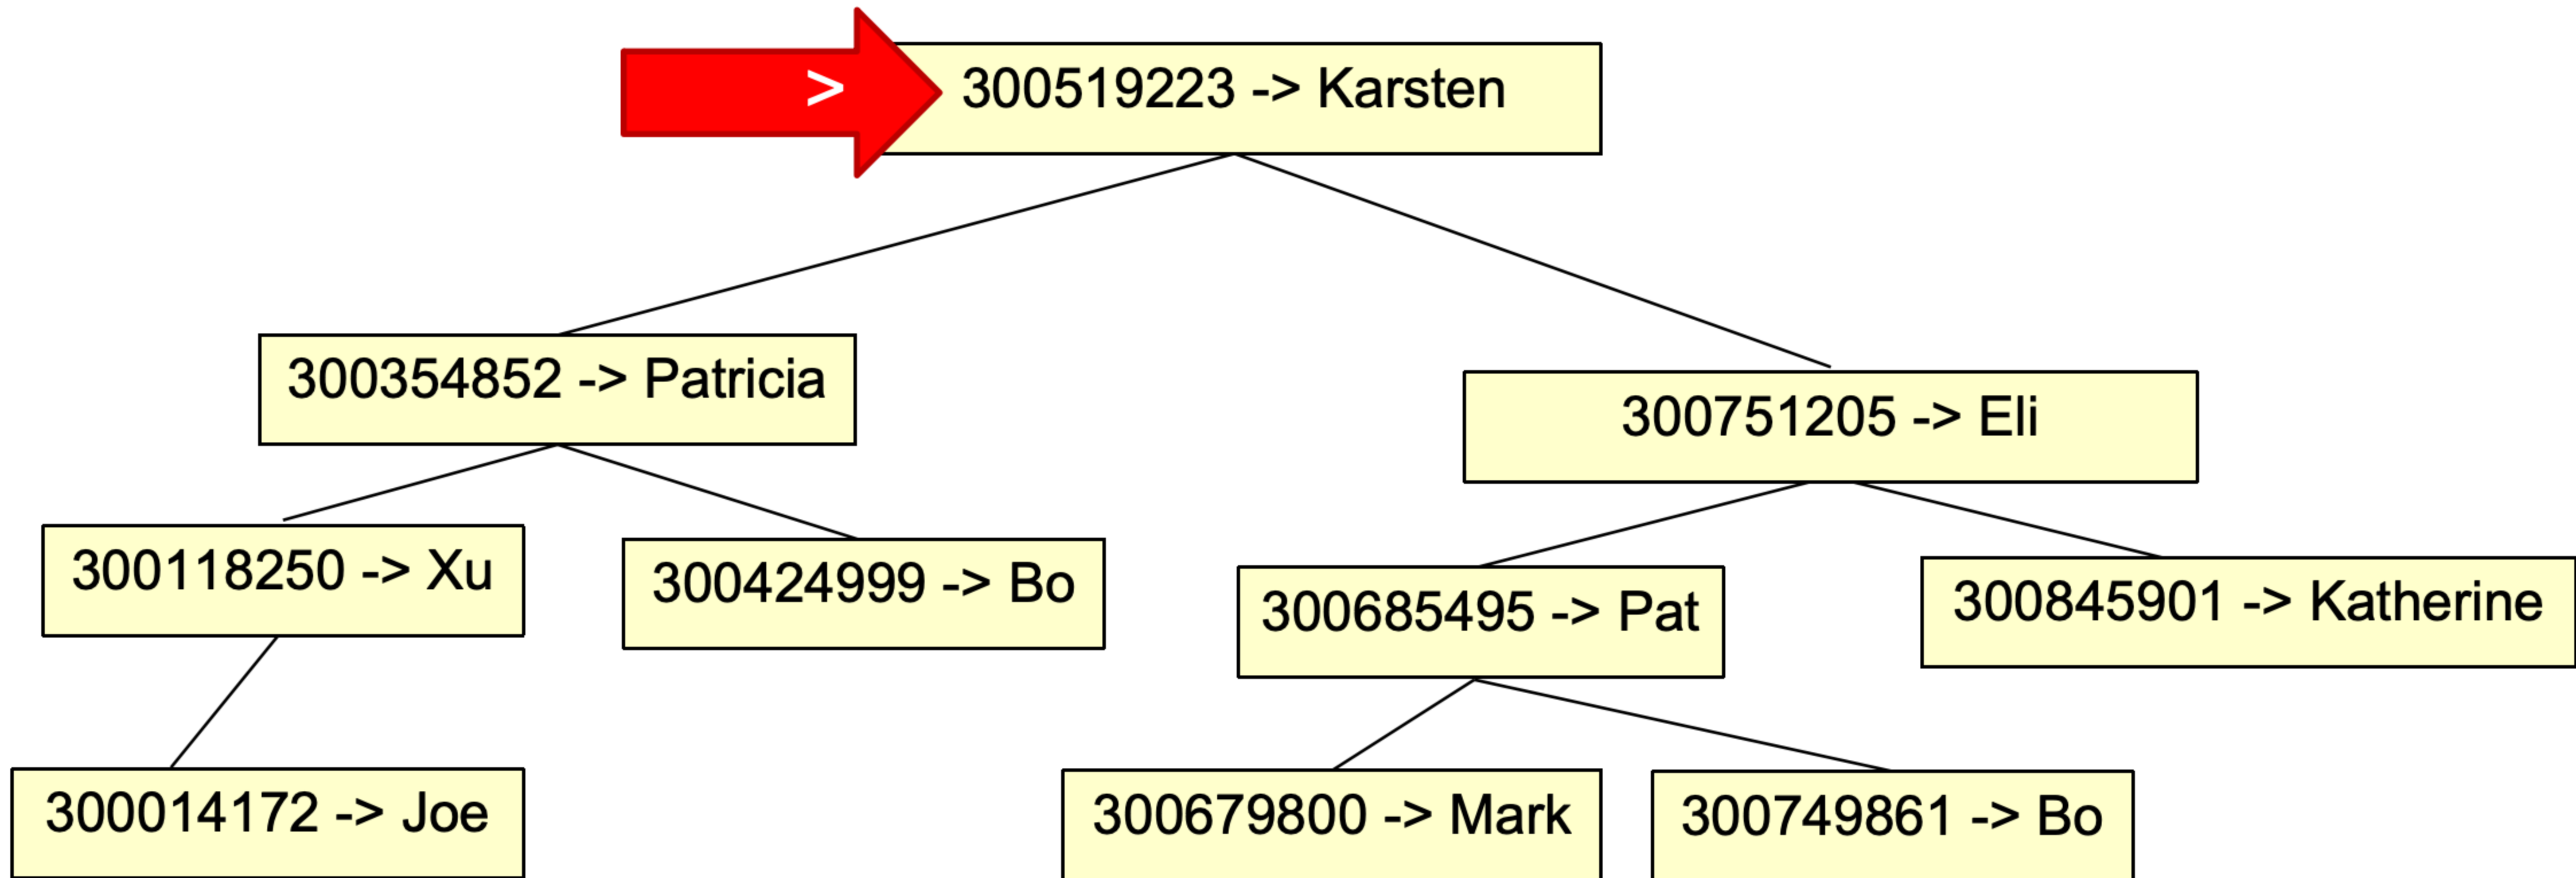 >
300519223 -> Karsten
300354852 -> Patricia
300751205 -> Eli
300118250 -> Xu
300424999 -> Bo
300685495 -> Pat
300845901 -> Katherine
300014172 -> Joe
300679800 -> Mark
300749861 -> Bo